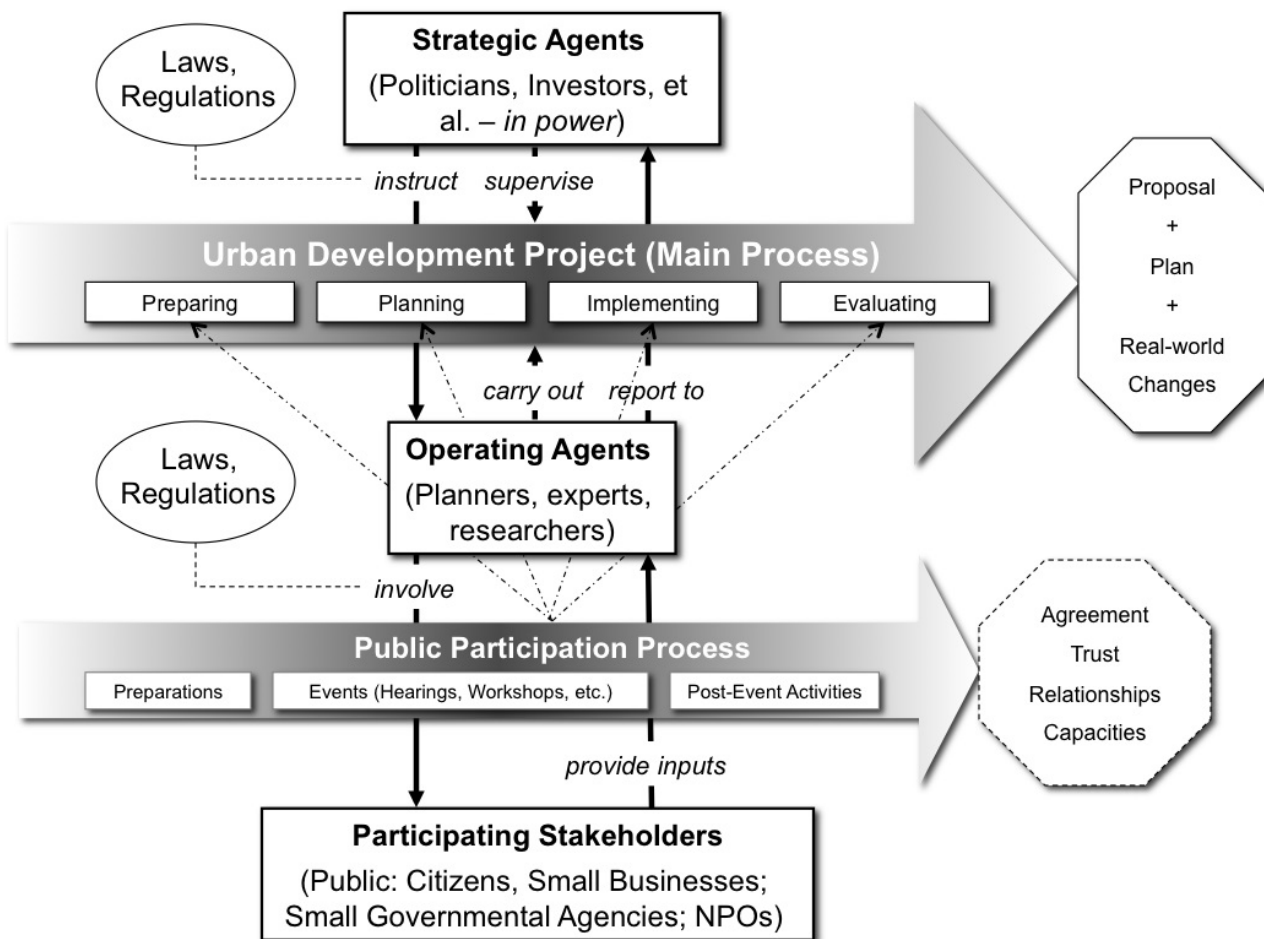 Strategic Agents
(Politicians, Investors, et
al. – in power)
Laws,
Regulations
instruct
supervise
Urban Development Project (Main Process)
Preparing
Planning
Implementing
Evaluating
Proposal
+
Plan
+
Real-world
Changes
carry out
report to
Operating Agents
(Planners, experts,
researchers)
Laws,
Regulations
involve
Public Participation Process
Preparations
Events (Hearings, Workshops, etc.)
Post-Event Activities
Agreement
Trust
Relationships
Capacities
provide inputs
Participating Stakeholders
(Public: Citizens, Small Businesses;
Small Governmental Agencies; NPOs)